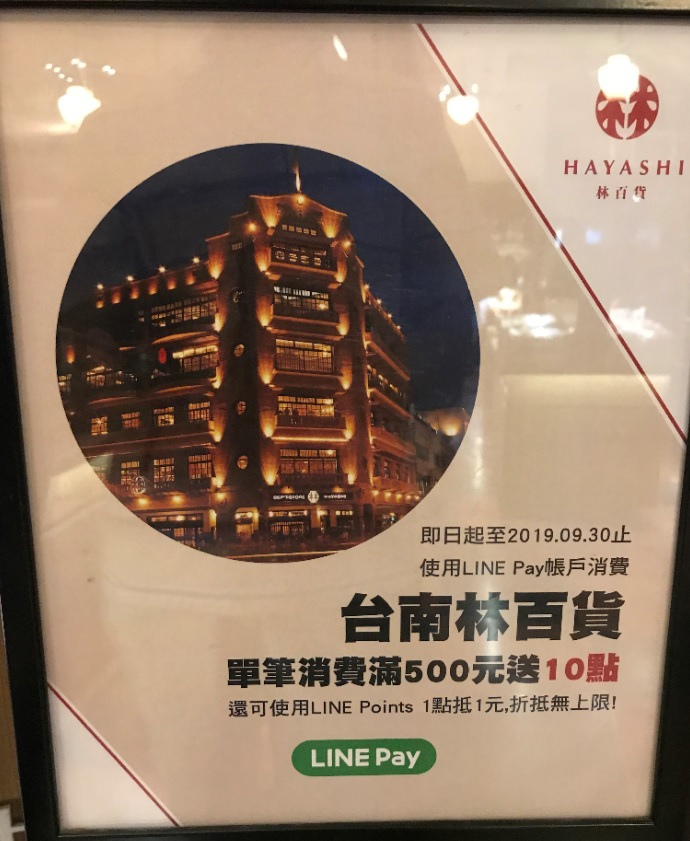 林
HAYASHI
林百貨
即日起至2019.09.30止
使用LINE Pay帳戶消費
台南林百貨
單筆消費滿500元送10點
還可使用LINE Points 1點抵1元,折抵無上限!
LINE Pay